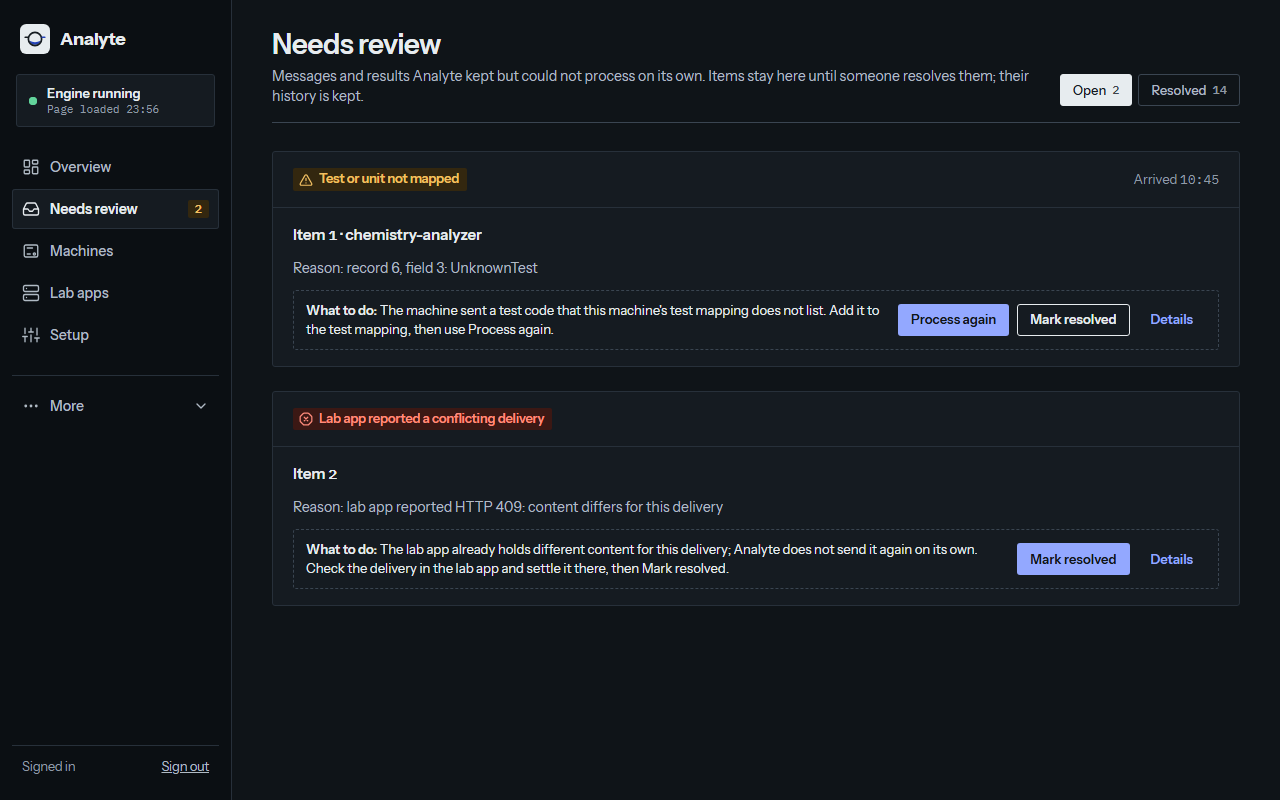 Analyte
Engine running
Page loaded 23:56
Overview
Needs review 2
Machines
Lab apps
Setup
More
Signed in Sign out
Needs review
Messages and results Analyte kept but could not process on its own. Items stay here until someone resolves them; their
history is kept.
Open 2 Resolved 14
Test or unit not mapped Arrived 10:45
Item 1 · chemistry-analyzer
Reason: record 6, field 3: UnknownTest
What to do: The machine sent a test code that this machine's test mapping does not list. Add it to
the test mapping, then use Process again.
Process again Mark resolved Details
Lab app reported a conflicting delivery
Item 2
Reason: lab app reported HTTP 409: content differs for this delivery
What to do: The lab app already holds different content for this delivery; Analyte does not send it again on its own.
Check the delivery in the lab app and settle it there, then Mark resolved.
Mark resolved Details